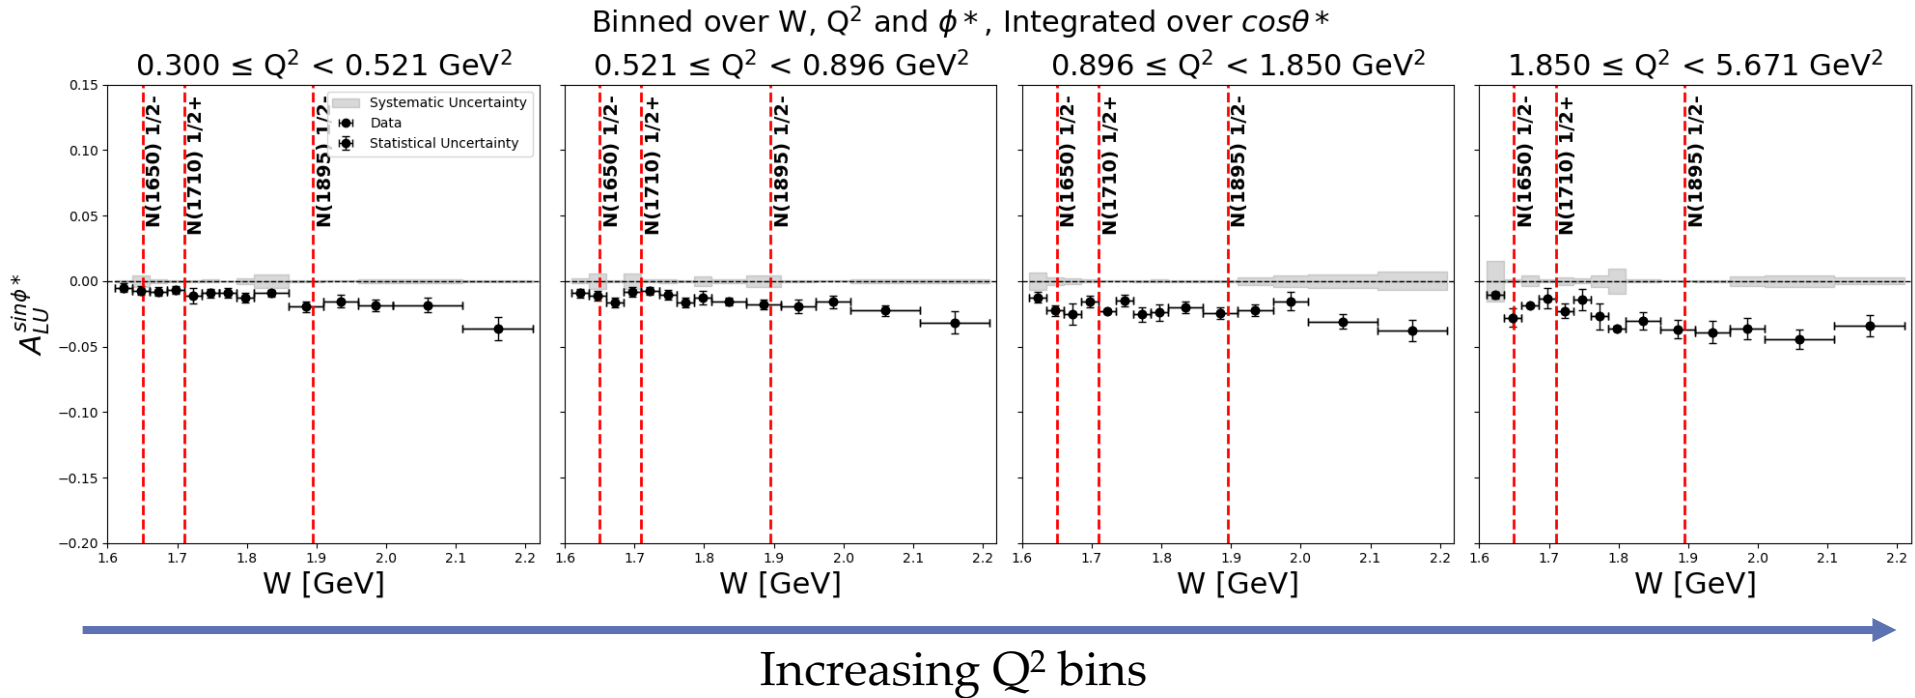 Binned over W, Q² and ϕ*, Integrated over cosθ*
0.300 ≤ Q² < 0.521 GeV²
0.521 ≤ Q² < 0.896 GeV²
0.896 ≤ Q² < 1.850 GeV²
1.850 ≤ Q² < 5.671 GeV²
A_{LU}^{sinϕ*}
0.15
0.10
0.05
0.00
−0.05
−0.10
−0.15
−0.20
N(1650) 1/2-
N(1710) 1/2+
N(1895) 1/2-
Systematic Uncertainty
Data
Statistical Uncertainty
N(1650) 1/2-
N(1710) 1/2+
N(1895) 1/2-
N(1650) 1/2-
N(1710) 1/2+
N(1895) 1/2-
N(1650) 1/2-
N(1710) 1/2+
N(1895) 1/2-
1.6 1.7 1.8 1.9 2.0 2.1 2.2
1.6 1.7 1.8 1.9 2.0 2.1 2.2
1.6 1.7 1.8 1.9 2.0 2.1 2.2
1.6 1.7 1.8 1.9 2.0 2.1 2.2
W [GeV]
W [GeV]
W [GeV]
W [GeV]
Increasing Q² bins